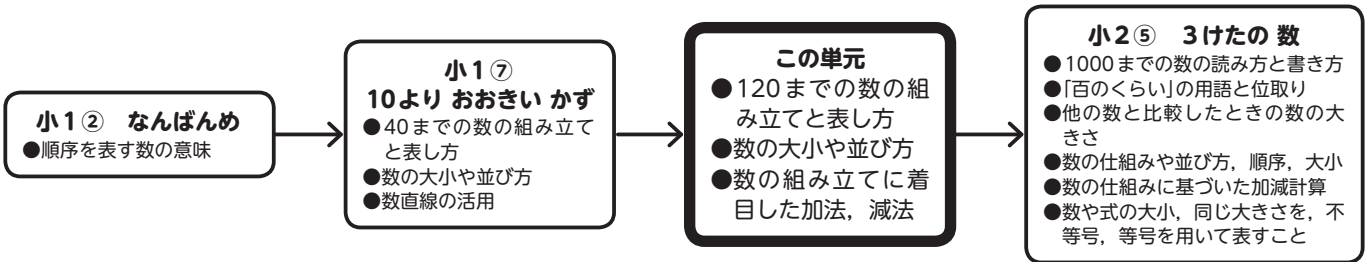 小1② なんばんめ
●順序を表す数の意味
小1⑦
10より おおきい かず
●40までの数の組み立て
と表し方
●数の大小や並び方
●数直線の活用
この単元
●120までの数の組
み立てと表し方
●数の大小や並び方
●数の組み立てに着
目した加法,減法
小2⑤ 3けたの 数
●1000までの数の読み方と書き方
●「百のくらい」の用語と位取り
●他の数と比較したときの数の大
きさ
●数の仕組みや並び方,順序,大小
●数の仕組みに基づいた加減計算
●数や式の大小,同じ大きさを,不
等号,等号を用いて表すこと